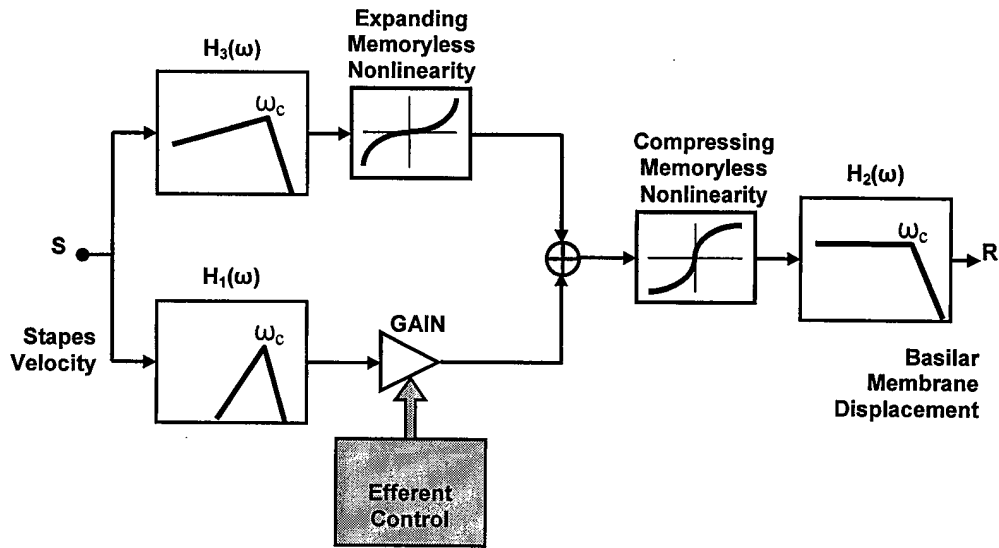 Expanding
Memoryless
Nonlinearity
H₃(ω)
ωc
Compressing
Memoryless
Nonlinearity
H₂(ω)
ωc
S
R
H₁(ω)
GAIN
ωc
Stapes
Velocity
Basilar
Membrane
Displacement
Efferent
Control